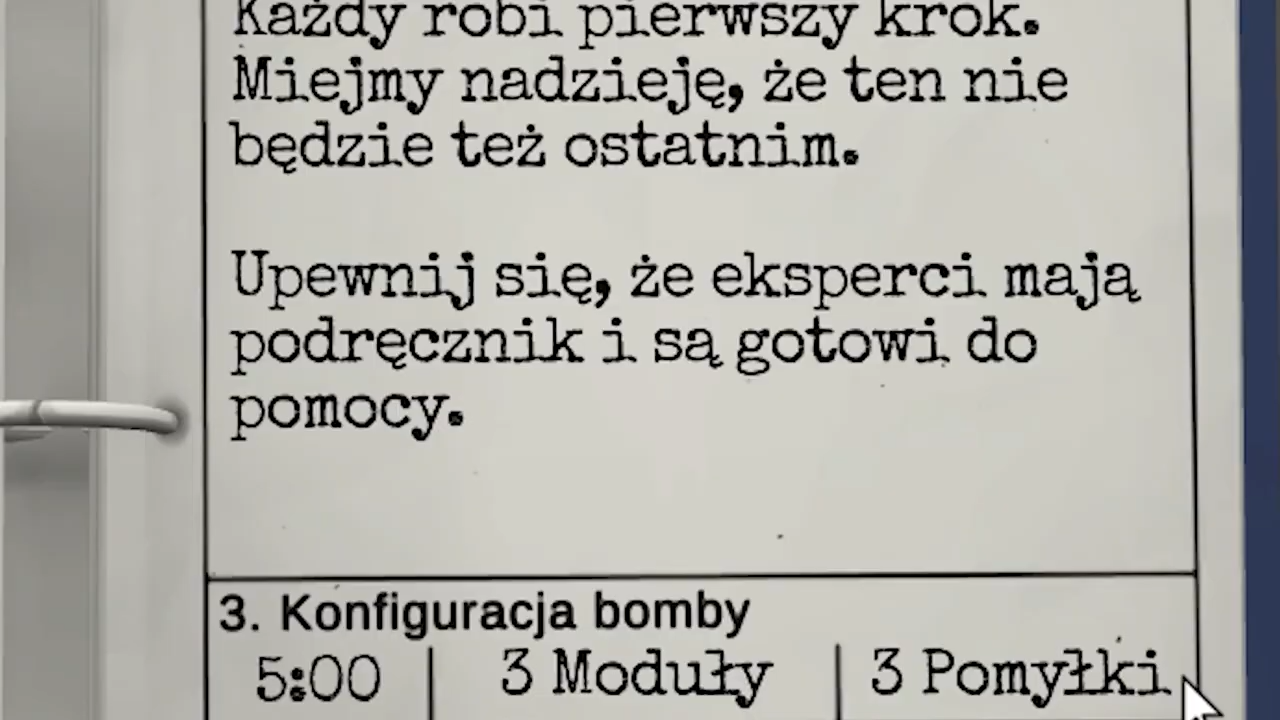 Każdy robi pierwszy krok.
Miejmy nadzieję, że ten nie
będzie też ostatnim.
Upewnij się, że eksperci mają
podręcznik i są gotowi do
pomocy.
3. Konfiguracja bomby
5:00 3 Moduły 3 Pomyłki